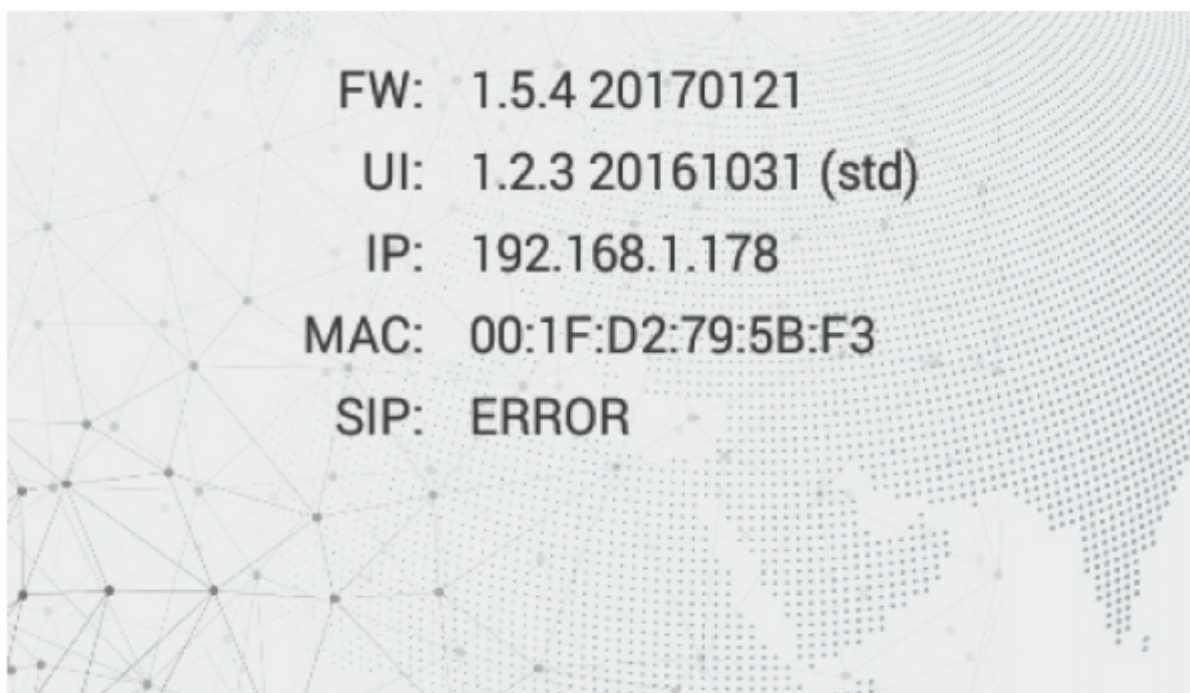 FW: 1.5.4 20170121
UI: 1.2.3 20161031 (std)
IP: 192.168.1.178
MAC: 00:1F:D2:79:5B:F3
SIP: ERROR